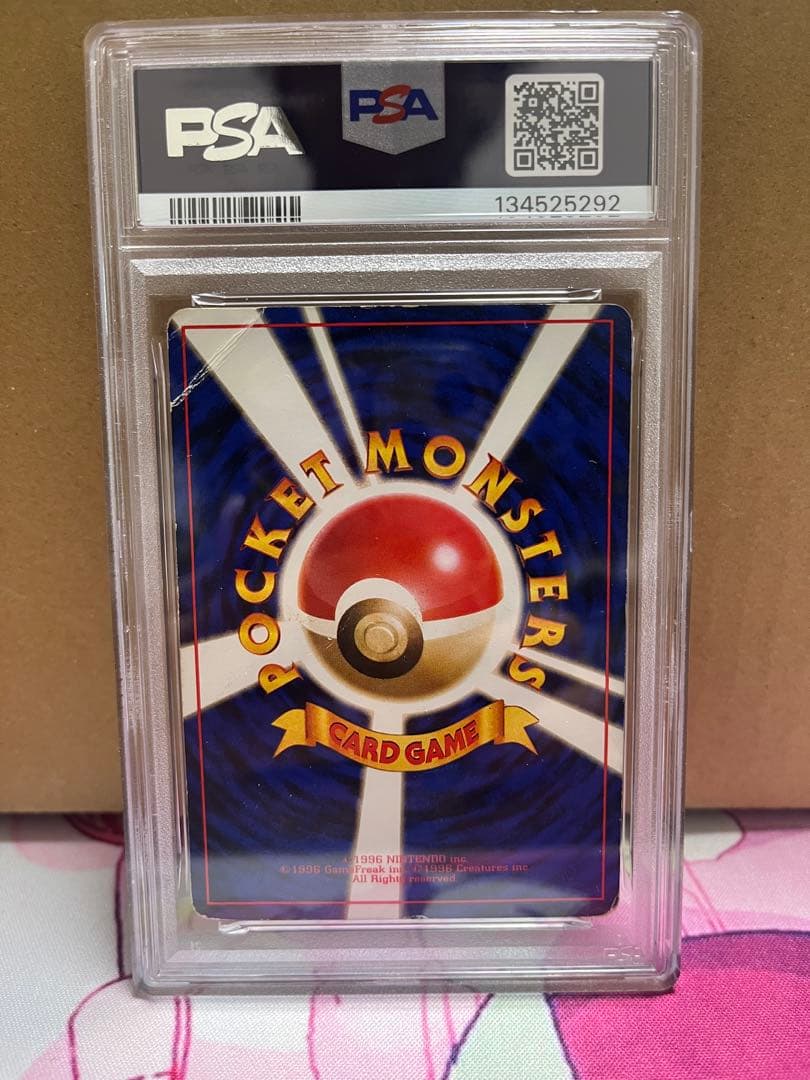 PSA
PSA
134525292
POCKET MONSTERS
CARD GAME
©1996 NINTENDO inc.
©1996 GameFreak inc. ©1996 Creatures inc.
All Rights reserved.